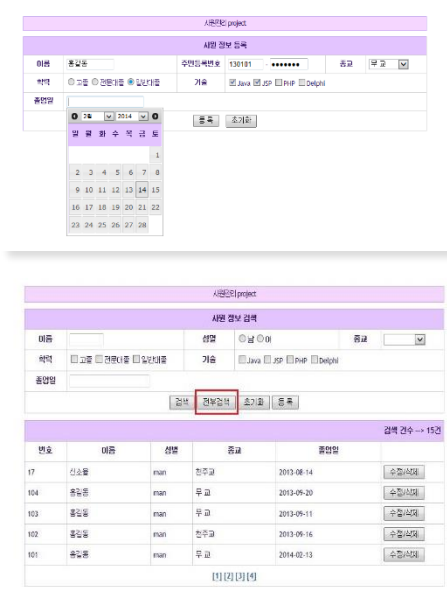 사원관리 project
사원 정보 등록
이름 홍길동 주민등록번호 130101 - ●●●●●●● 종교 무교
학력 고졸 전문대졸 일반대졸 기술 Java JSP PHP Delphi
졸업일
2월 2014
일 월 화 수 목 금 토
1
2 3 4 5 6 7 8
9 10 11 12 13 14 15
16 17 18 19 20 21 22
23 24 25 26 27 28
등록 초기화
사원관리 project
사원 정보 검색
이름 성별 남 여 종교
학력 고졸 전문대졸 일반대졸 기술 Java JSP PHP Delphi
졸업일
검색 전부검색 초기화 등록
검색 건수 --> 15건
번호 이름 성별 종교 졸업일
17 신소율 man 천주교 2013-08-14 수정/삭제
104 홍길동 man 무교 2013-09-20 수정/삭제
103 홍길동 man 무교 2013-09-11 수정/삭제
102 홍길동 man 천주교 2013-09-16 수정/삭제
101 홍길동 man 무교 2014-02-13 수정/삭제
[1] [2] [3] [4]